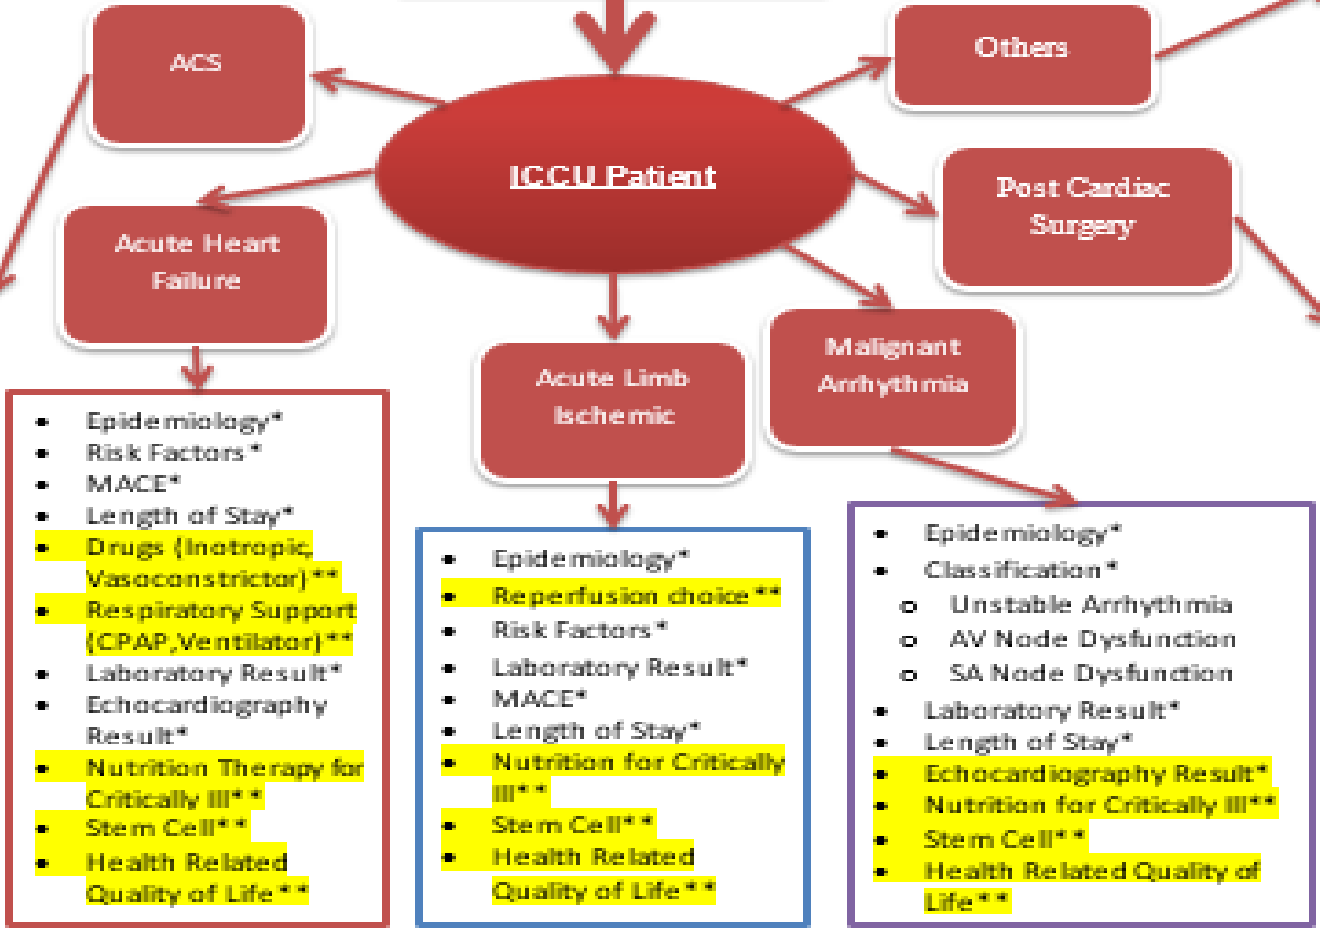 ACS
Others
ICCU Patient
Post Cardiac
Surgery
Acute Heart
Failure
Acute Limb
Ischemic
Malignant
Arrhythmia
• Epidemiology*
• Risk Factors*
• MACE*
• Length of Stay*
• Drugs (Inotropic,
Vasoconstrictor)**
• Respiratory Support
(CPAP,Ventilator)**
• Laboratory Result*
• Echocardiography
Result*
• Nutrition Therapy for
Critically Ill**
• Stem Cell**
• Health Related
Quality of Life**
• Epidemiology*
• Reperfusion choice**
• Risk Factors*
• Laboratory Result*
• MACE*
• Length of Stay*
• Nutrition for Critically
Ill**
• Stem Cell**
• Health Related
Quality of Life**
• Epidemiology*
• Classification*
o Unstable Arrhythmia
o AV Node Dysfunction
o SA Node Dysfunction
• Laboratory Result*
• Length of Stay*
• Echocardiography Result*
• Nutrition for Critically Ill**
• Stem Cell**
• Health Related Quality of
Life**